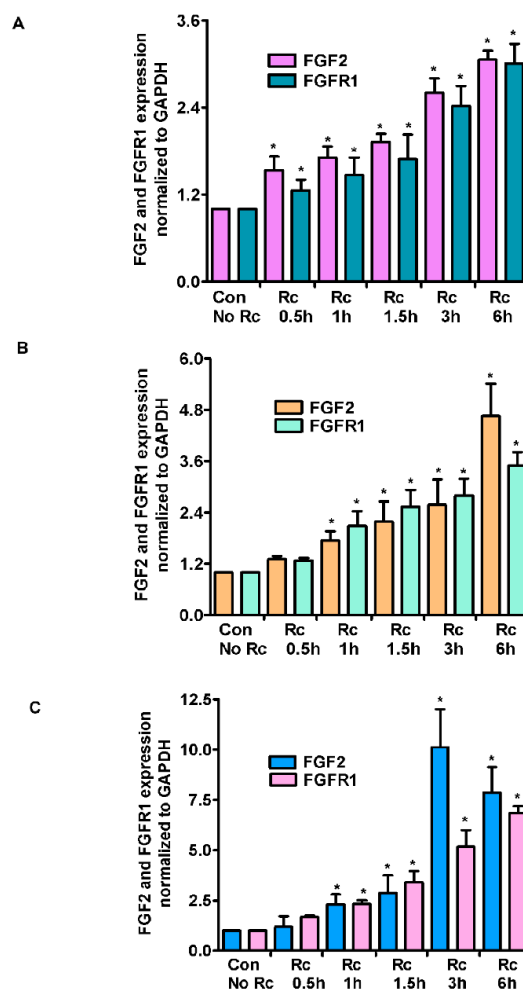 A
FGF2 and FGFR1 expression
normalized to GAPDH
3.6
2.4
1.2
0.0
FGF2
FGFR1
* * * * * * * * * *
Con Rc Rc Rc Rc Rc
No Rc 0.5h 1h 1.5h 3h 6h
B
FGF2 and FGFR1 expression
normalized to GAPDH
6.0
4.8
3.6
2.4
1.2
0.0
FGF2
FGFR1
* * * * * * * *
Con Rc Rc Rc Rc Rc
No Rc 0.5h 1h 1.5h 3h 6h
C
FGF2 and FGFR1 expression
normalized to GAPDH
12.5
10.0
7.5
5.0
2.5
0.0
FGF2
FGFR1
* * * * * * * *
Con Rc Rc Rc Rc Rc
No Rc 0.5h 1h 1.5h 3h 6h